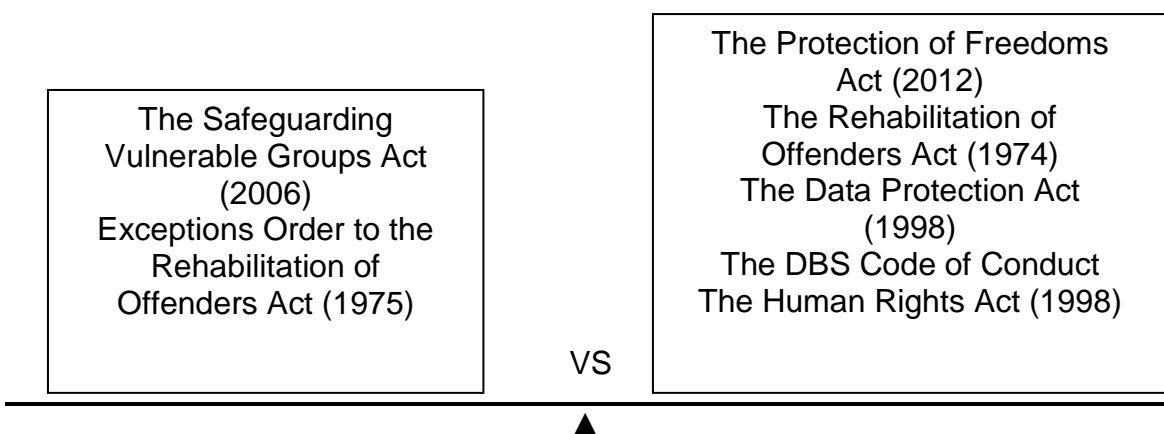 The Safeguarding
Vulnerable Groups Act
(2006)
Exceptions Order to the
Rehabilitation of
Offenders Act (1975)
VS
The Protection of Freedoms
Act (2012)
The Rehabilitation of
Offenders Act (1974)
The Data Protection Act
(1998)
The DBS Code of Conduct
The Human Rights Act (1998)